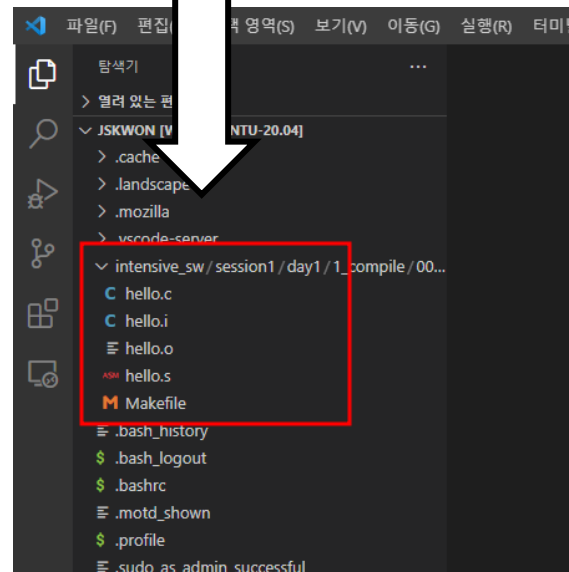 파일(F) 편집( 영역(S) 보기(V) 이동(G) 실행(R) 터미
탐색기 ...
> 열려 있는 편
JSKWON [W NTU-20.04]
> .cache
> .landscape
> .mozilla
> .vscode-server
intensive_sw / session1 / day1 / 1_compile / 00...
C hello.c
C hello.i
hello.o
ASM hello.s
M Makefile
.bash_history
$ .bash_logout
$ .bashrc
.motd_shown
$ .profile
.sudo_as_admin_successful